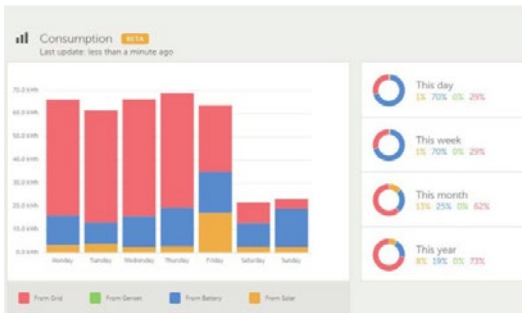 Consumption BETA
Last update: less than a minute ago
70.0 kWh
60.0 kWh
50.0 kWh
40.0 kWh
30.0 kWh
20.0 kWh
10.0 kWh
0.0 kWh
Monday Tuesday Wednesday Thursday Friday Saturday Sunday
From Grid From Genset From Battery From Solar
This day
1% 70% 0% 29%
This week
1% 70% 0% 29%
This month
13% 25% 0% 62%
This year
8% 19% 0% 73%